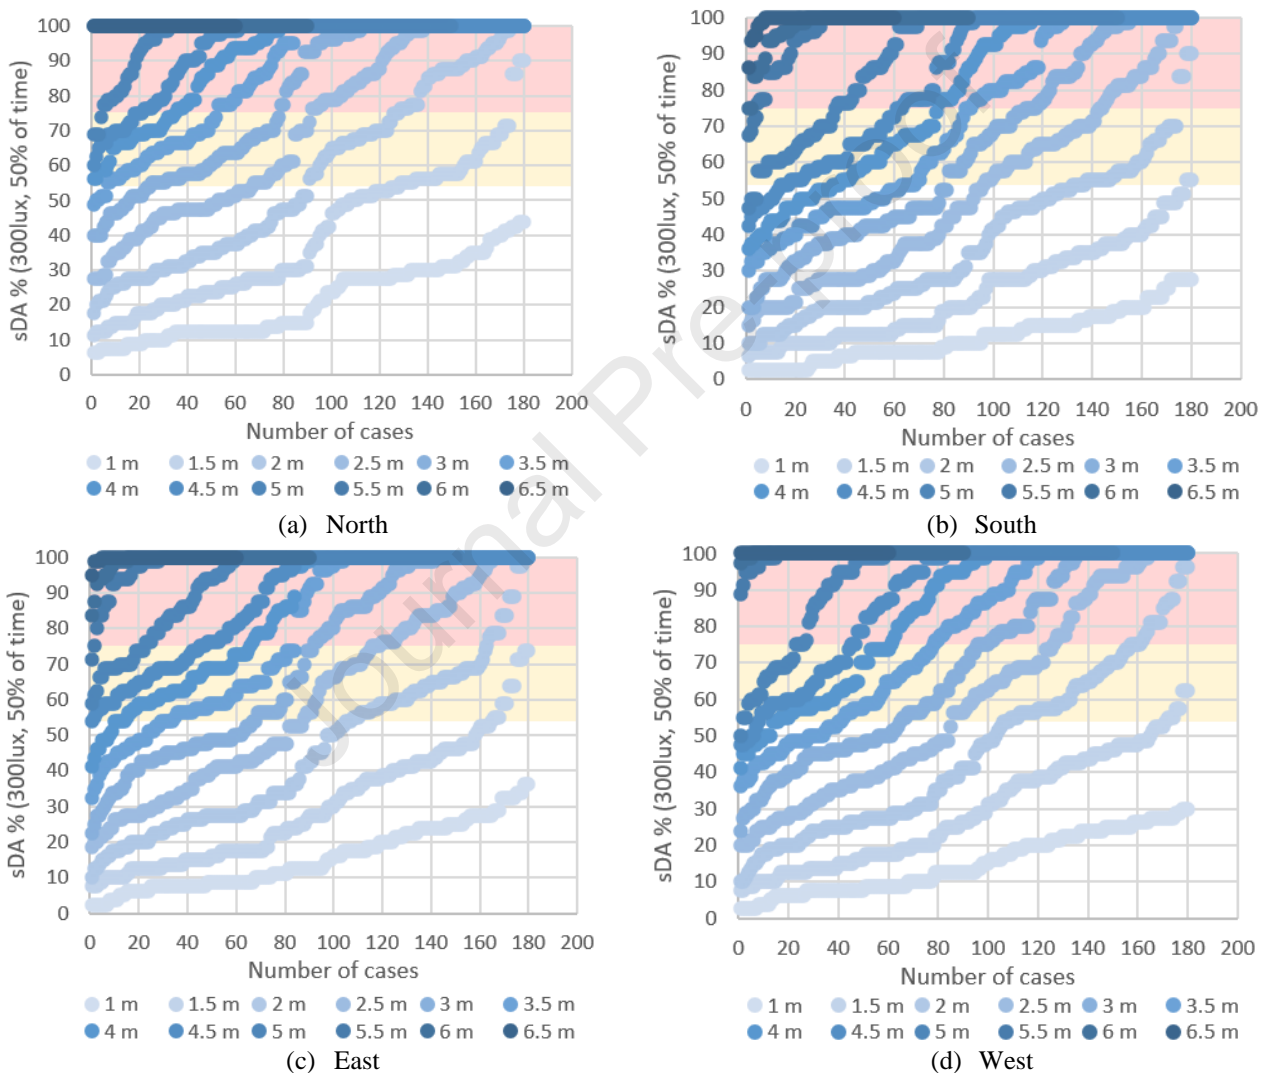 100
90
80
70
60
50
40
30
20
10
0
sDA % (300lux, 50% of time)
0 20 40 60 80 100 120 140 160 180 200
Number of cases
1 m 1.5 m 2 m 2.5 m 3 m 3.5 m
4 m 4.5 m 5 m 5.5 m 6 m 6.5 m
(a) North
100
90
80
70
60
50
40
30
20
10
0
sDA % (300lux, 50% of time)
0 20 40 60 80 100 120 140 160 180 200
Number of cases
1 m 1.5 m 2 m 2.5 m 3 m 3.5 m
4 m 4.5 m 5 m 5.5 m 6 m 6.5 m
(b) South
100
90
80
70
60
50
40
30
20
10
0
sDA % (300lux, 50% of time)
0 20 40 60 80 100 120 140 160 180 200
Number of cases
1 m 1.5 m 2 m 2.5 m 3 m 3.5 m
4 m 4.5 m 5 m 5.5 m 6 m 6.5 m
(c) East
100
90
80
70
60
50
40
30
20
10
0
sDA % (300lux, 50% of time)
0 20 40 60 80 100 120 140 160 180 200
Number of cases
1 m 1.5 m 2 m 2.5 m 3 m 3.5 m
4 m 4.5 m 5 m 5.5 m 6 m 6.5 m
(d) West
Journal Pre-proof